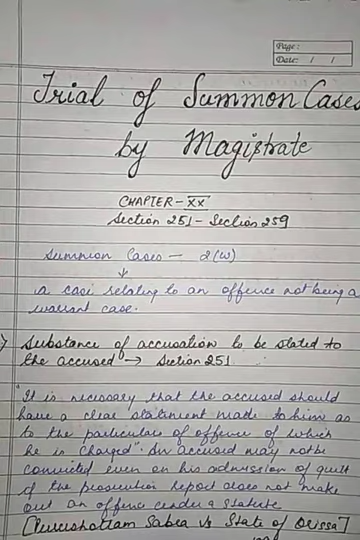 Page:
Date: / /
Trial of Summon Cases
by Magistrate
CHAPTER - XX
Section 251 - Section 259
Summon Cases — 2(W)
↓
a case relating to an offence not being a
warrant case.
Substance of accusation to be stated to
the accused → Section 251
"It is necessary that the accused should
have a clear statement made to him as
to the particulars of offence of which
he is charged. An accused may not be
convicted even on his admission of guilt
if the prosecution report does not make
out an offence under a statute
[Purushottam Sabra Vs State of Orissa]